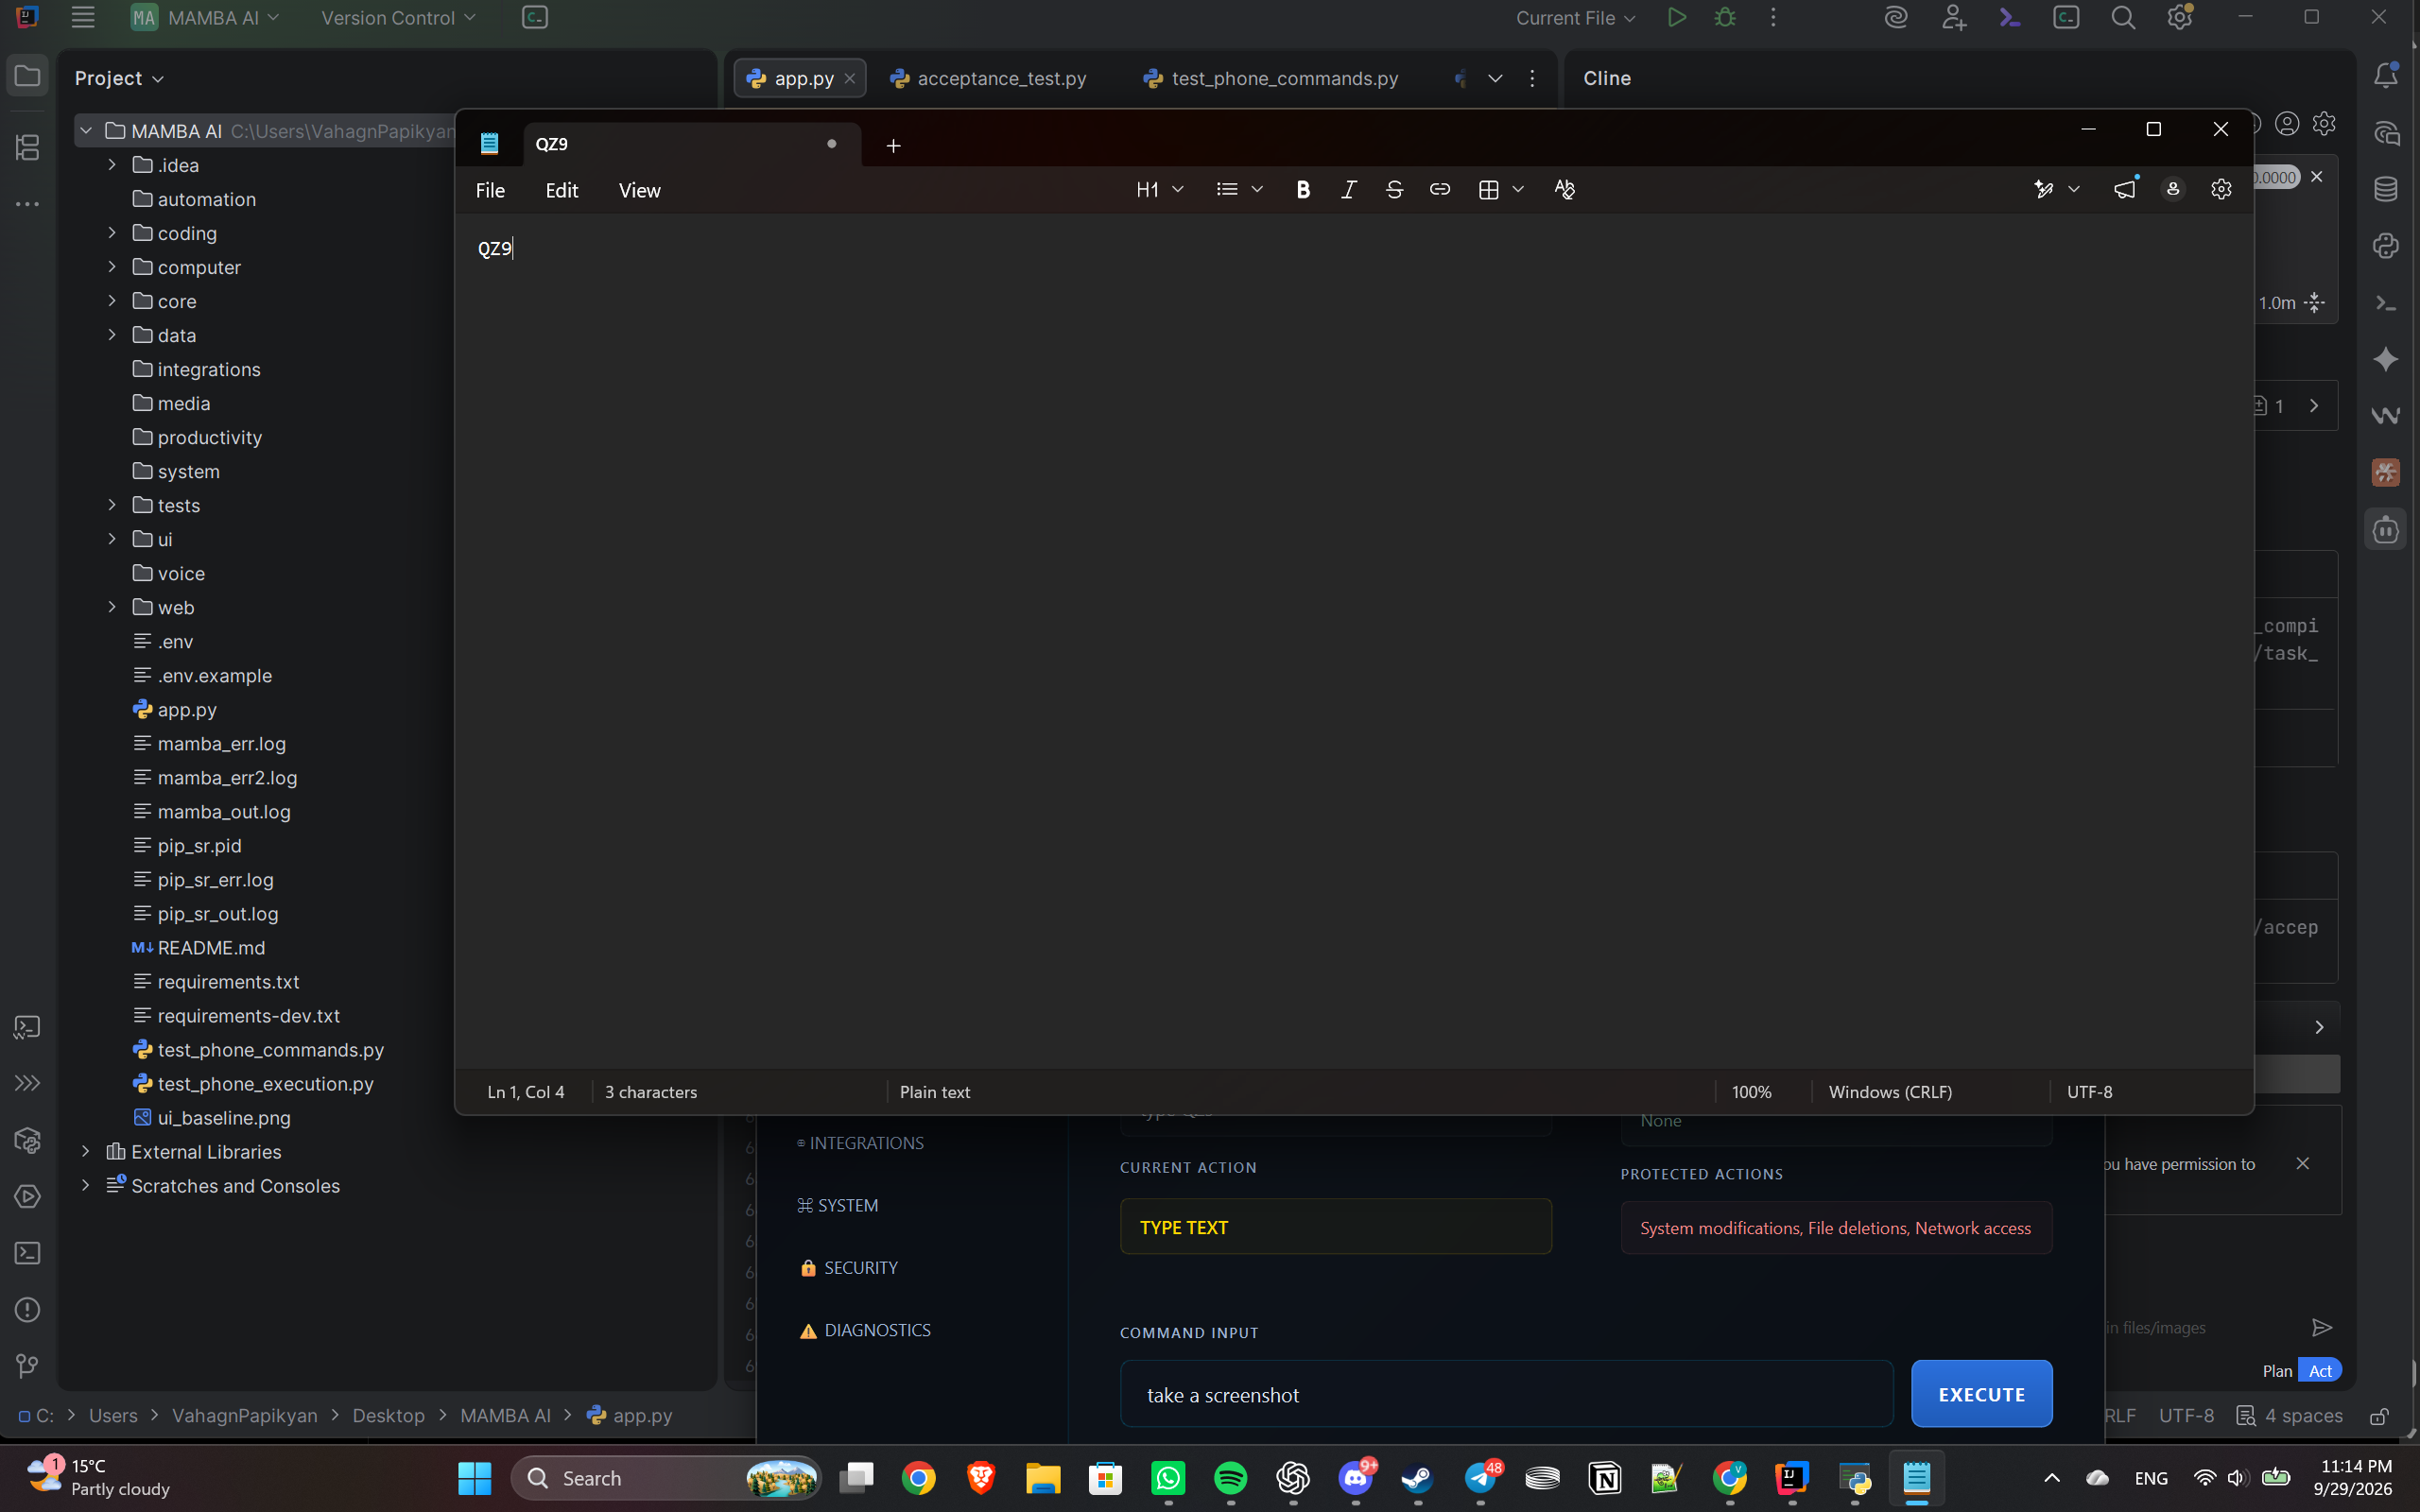 MA MAMBA AI
Version Control
Current File
Project
app.py
acceptance_test.py
test_phone_commands.py
Cline
MAMBA AI C:\Users\VahagnPapikyan
.idea
automation
coding
computer
core
data
integrations
media
productivity
system
tests
ui
voice
web
.env
.env.example
app.py
mamba_err.log
mamba_err2.log
mamba_out.log
pip_sr.pid
pip_sr_err.log
pip_sr_out.log
README.md
requirements.txt
requirements-dev.txt
test_phone_commands.py
test_phone_execution.py
ui_baseline.png
External Libraries
Scratches and Consoles
QZ9
File Edit View
H1
QZ9
Ln 1, Col 4
3 characters
Plain text
100%
Windows (CRLF)
UTF-8
0.0000
1.0m
1
_compi
/task_
/accep
have permission to
in files/images
Plan Act
INTEGRATIONS
SYSTEM
SECURITY
DIAGNOSTICS
CURRENT ACTION
TYPE TEXT
None
PROTECTED ACTIONS
System modifications, File deletions, Network access
COMMAND INPUT
take a screenshot
EXECUTE
C: > Users > VahagnPapikyan > Desktop > MAMBA AI > app.py
RLF UTF-8 4 spaces
1
15°C
Partly cloudy
Search
9+
48
ENG
11:14 PM
9/29/2026